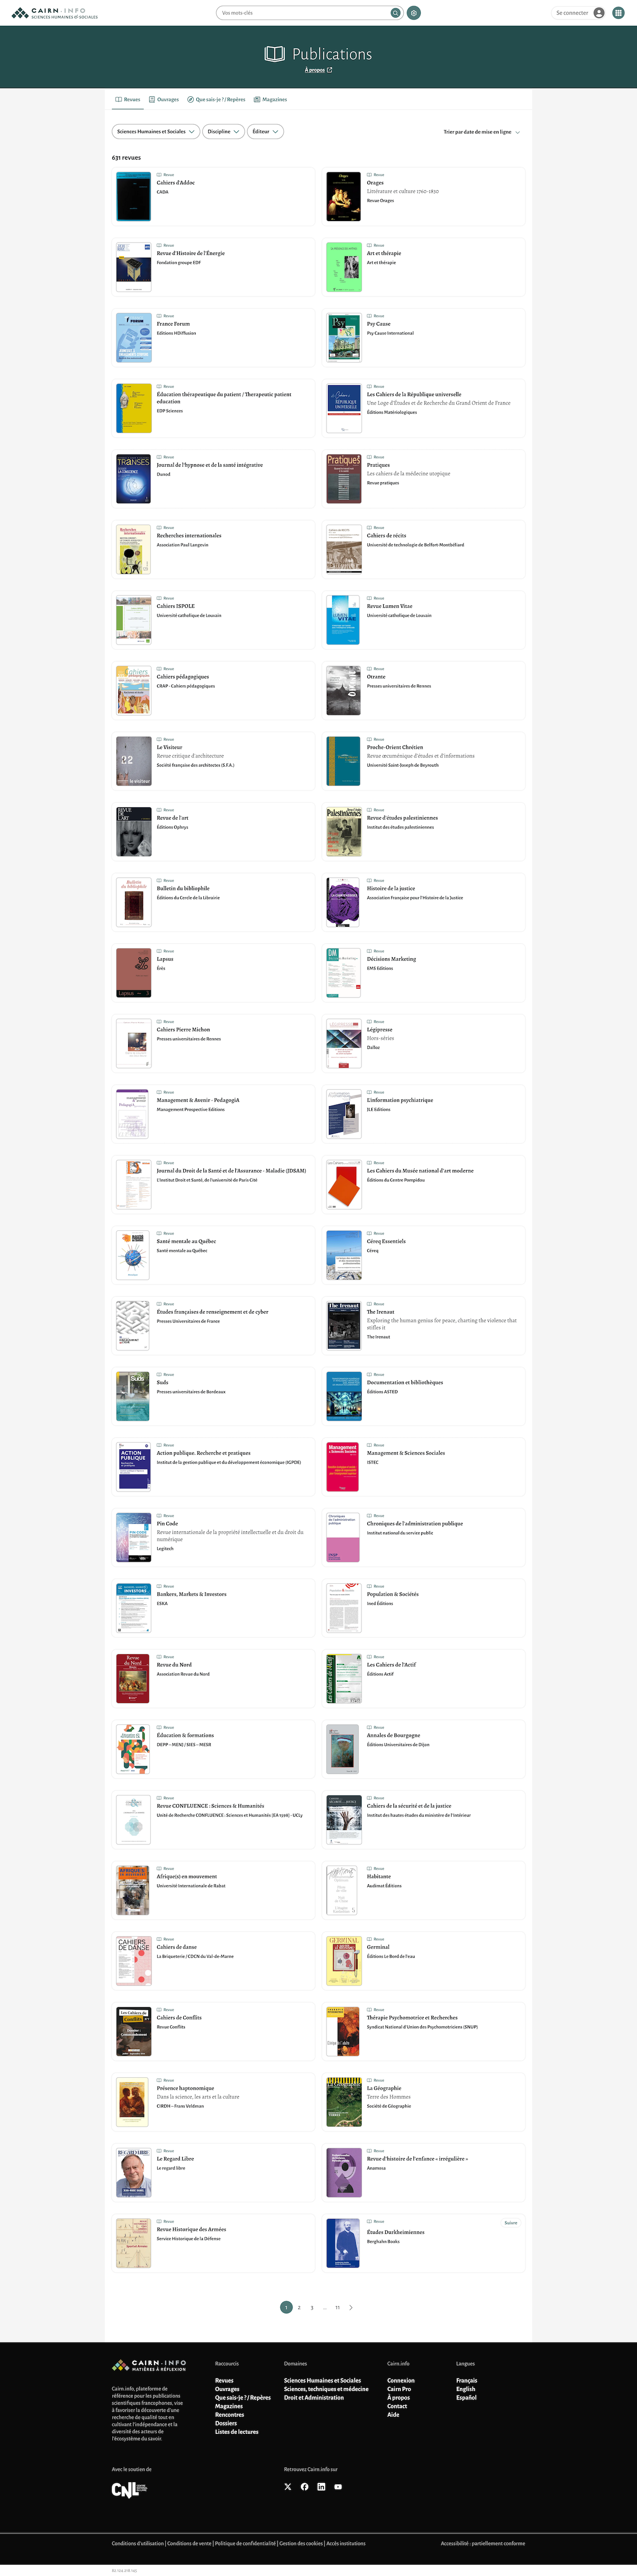 CAIRN·INFO
SCIENCES HUMAINES & SOCIALES
Vos mots-clés
Se connecter
Publications
À propos
Revues
Ouvrages
Que sais-je ? / Repères
Magazines
Sciences Humaines et Sociales
Discipline
Éditeur
Trier par date de mise en ligne
631 revues
Revue
Cahiers d'Addoc
CADA
Revue
Orages
Littérature et culture 1760-1830
Revue Orages
Revue
Revue d'Histoire de l'Énergie
Fondation groupe EDF
Revue
Art et thérapie
Art et thérapie
Revue
France Forum
Editions HD/ffusion
Revue
Psy Cause
Psy Cause International
Revue
Éducation thérapeutique du patient / Therapeutic patient
education
EDP Sciences
Revue
Les Cahiers de la République universelle
Une Loge d'Études et de Recherche du Grand Orient de France
Éditions Matériologiques
Revue
Journal de l'hypnose et de la santé intégrative
Dunod
Revue
Pratiques
Les cahiers de la médecine utopique
Revue pratiques
Revue
Recherches internationales
Association Paul Langevin
Revue
Cahiers de récits
Université de technologie de Belfort-Montbéliard
Revue
Cahiers ISPOLE
Université catholique de Louvain
Revue
Revue Lumen Vitae
Université catholique de Louvain
Revue
Cahiers pédagogiques
CRAP - Cahiers pédagogiques
Revue
Otrante
Presses universitaires de Rennes
Revue
Le Visiteur
Revue critique d'architecture
Société française des architectes (S.F.A.)
Revue
Proche-Orient Chrétien
Revue œcuménique d'études et d'informations
Université Saint-Joseph de Beyrouth
Revue
Revue de l'art
Éditions Ophrys
Revue
Revue d'études palestiniennes
Institut des études palestiniennes
Revue
Bulletin du bibliophile
Éditions du Cercle de la Librairie
Revue
Histoire de la justice
Association Française pour l'Histoire de la Justice
Revue
Lapsus
Érès
Revue
Décisions Marketing
EMS Editions
Revue
Cahiers Pierre Michon
Presses universitaires de Rennes
Revue
Légipresse
Hors-séries
Dalloz
Revue
Management & Avenir - PedagogiA
Management Prospective Editions
Revue
L'information psychiatrique
JLE Editions
Revue
Journal du Droit de la Santé et de l'Assurance - Maladie (JDSAM)
L'Institut Droit et Santé, de l'université de Paris Cité
Revue
Les Cahiers du Musée national d'art moderne
Éditions du Centre Pompidou
Revue
Santé mentale au Québec
Santé mentale au Québec
Revue
Céreq Essentiels
Céreq
Revue
Études françaises de renseignement et de cyber
Presses Universitaires de France
Revue
The Irenaut
Exploring the human genius for peace, charting the violence that
stifles it
The Irenaut
Revue
Suds
Presses universitaires de Bordeaux
Revue
Documentation et bibliothèques
Éditions ASTED
Revue
Action publique. Recherche et pratiques
Institut de la gestion publique et du développement économique (IGPDE)
Revue
Management & Sciences Sociales
ISTEC
Revue
Pin Code
Revue internationale de la propriété intellectuelle et du droit du
numérique
Legitech
Revue
Chroniques de l'administration publique
Institut national du service public
Revue
Bankers, Markets & Investors
ESKA
Revue
Population & Sociétés
Ined Éditions
Revue
Revue du Nord
Association Revue du Nord
Revue
Les Cahiers de l'Actif
Éditions Actif
Revue
Éducation & formations
DEPP – MENJ / SIES – MESR
Revue
Annales de Bourgogne
Éditions Universitaires de Dijon
Revue
Revue CONFLUENCE : Sciences & Humanités
Unité de Recherche CONFLUENCE : Sciences et Humanités (EA 1598) - UCLy
Revue
Cahiers de la sécurité et de la justice
Institut des hautes études du ministère de l'Intérieur
Revue
Afrique(s) en mouvement
Université Internationale de Rabat
Revue
Habitante
Audimat Éditions
Revue
Cahiers de danse
La Briqueterie / CDCN du Val-de-Marne
Revue
Germinal
Éditions Le Bord de l'eau
Revue
Cahiers de Conflits
Revue Conflits
Revue
Thérapie Psychomotrice et Recherches
Syndicat National d'Union des Psychomotriciens (SNUP)
Revue
Présence haptonomique
Dans la science, les arts et la culture
CIRDH – Frans Veldman
Revue
La Géographie
Terre des Hommes
Société de Géographie
Revue
Le Regard Libre
Le regard libre
Revue
Revue d'histoire de l'enfance « irrégulière »
Anamosa
Revue
Revue Historique des Armées
Service Historique de la Défense
Revue
Suivre
Études Durkheimiennes
Berghahn Books
1 2 3 … 11
CAIRN·INFO
MATIÈRES À RÉFLEXION
Cairn.info, plateforme de
référence pour les publications
scientifiques francophones, vise
à favoriser la découverte d'une
recherche de qualité tout en
cultivant l'indépendance et la
diversité des acteurs de
l'écosystème du savoir.
Raccourcis
Revues
Ouvrages
Que sais-je ? / Repères
Magazines
Rencontres
Dossiers
Listes de lectures
Domaines
Sciences Humaines et Sociales
Sciences, techniques et médecine
Droit et Administration
Cairn.info
Connexion
Cairn Pro
À propos
Contact
Aide
Langues
Français
English
Español
Avec le soutien de
CNL
Retrouvez Cairn.info sur
Conditions d'utilisation | Conditions de vente | Politique de confidentialité | Gestion des cookies | Accès institutions
Accessibilité : partiellement conforme